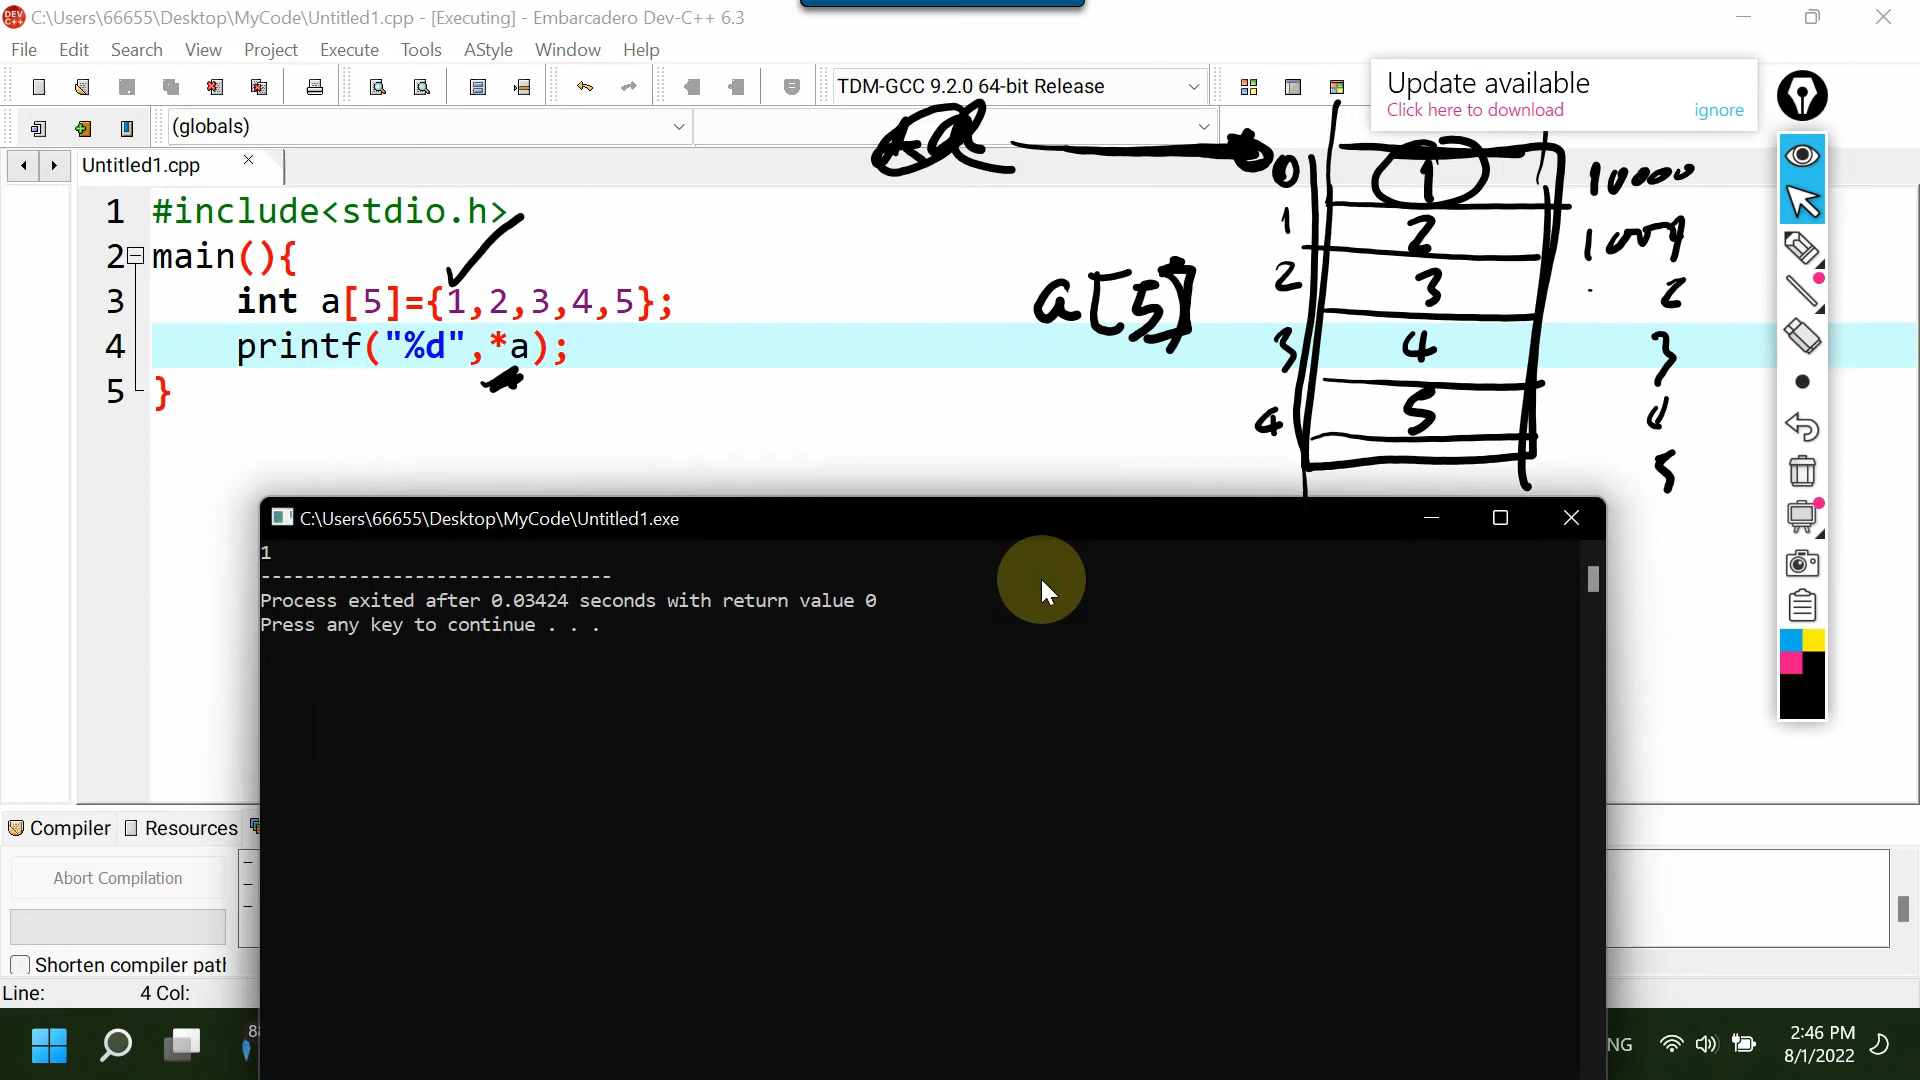 C:\Users\66655\Desktop\MyCode\Untitled1.cpp - [Executing] - Embarcadero Dev-C++ 6.3
File Edit Search View Project Execute Tools AStyle Window Help
TDM-GCC 9.2.0 64-bit Release
Update available
Click here to download ignore
(globals)
Untitled1.cpp
1 #include<stdio.h>
2 main(){
3 int a[5]={1,2,3,4,5};
4 printf("%d",*a);
5 }
0 1 10000
1 2
2 3 2
a[5]
3 4 3
4 5
5
C:\Users\66655\Desktop\MyCode\Untitled1.exe
1
--------------------------------
Process exited after 0.03424 seconds with return value 0
Press any key to continue . . .
Compiler Resources
Abort Compilation
Shorten compiler path
Line: 4 Col:
NG
2:46 PM
8/1/2022